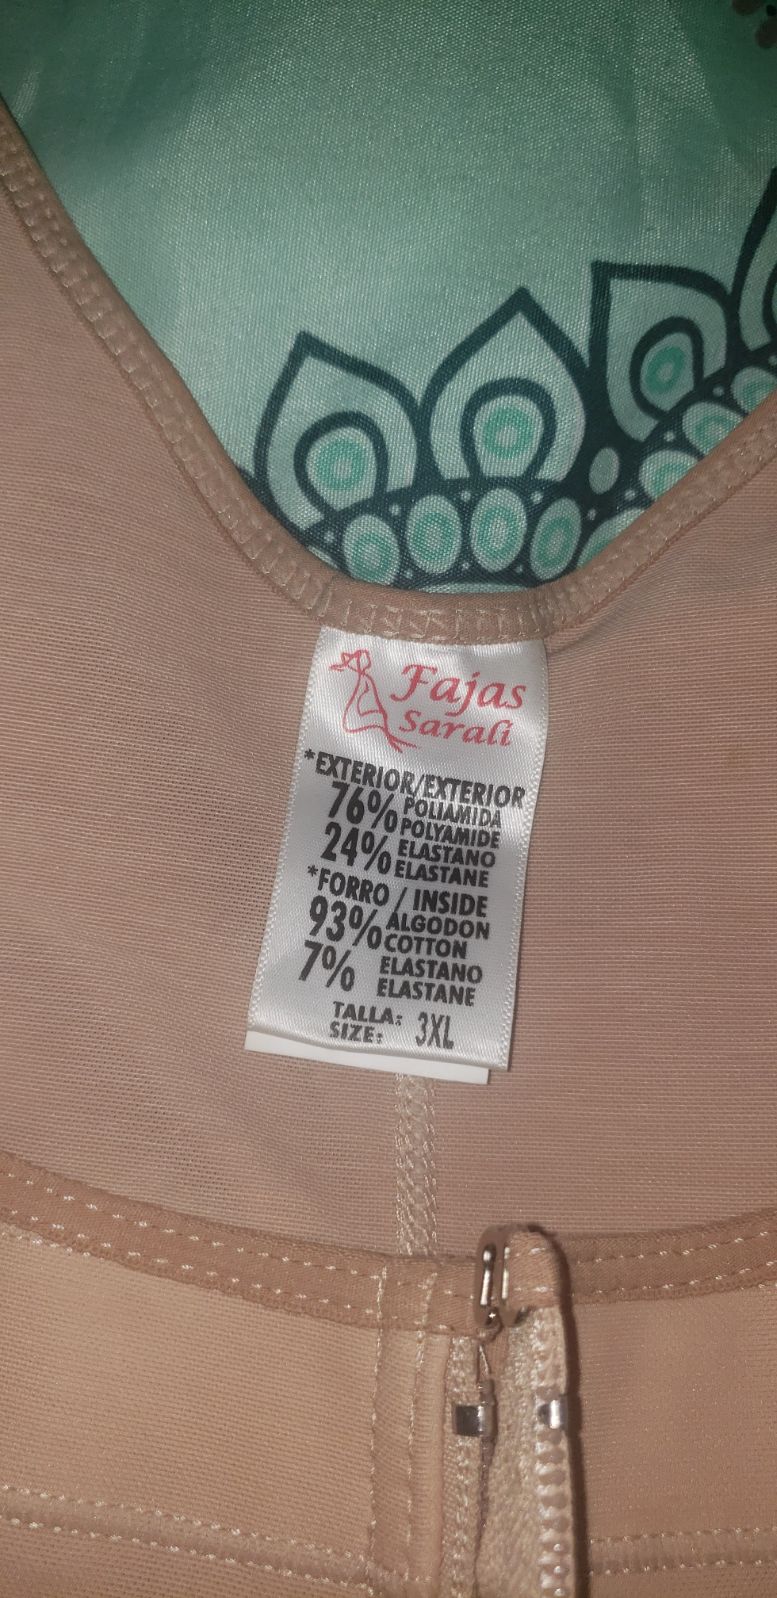 Fajas
Sarali
*EXTERIOR/EXTERIOR
76% POLIAMIDA
POLYAMIDE
24% ELASTANO
ELASTANE
*FORRO / INSIDE
93% ALGODON
COTTON
7% ELASTANO
ELASTANE
TALLA: 3XL
SIZE: